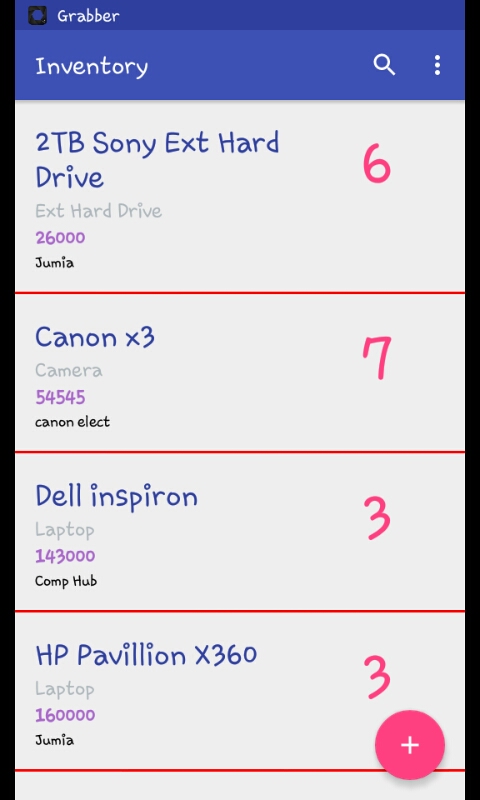 Grabber
Inventory
2TB Sony Ext Hard
Drive
6
Ext Hard Drive
26000
Jumia
Canon x3
7
Camera
54545
canon elect
Dell inspiron
3
Laptop
143000
Comp Hub
HP Pavillion X360
3
Laptop
160000
Jumia
+